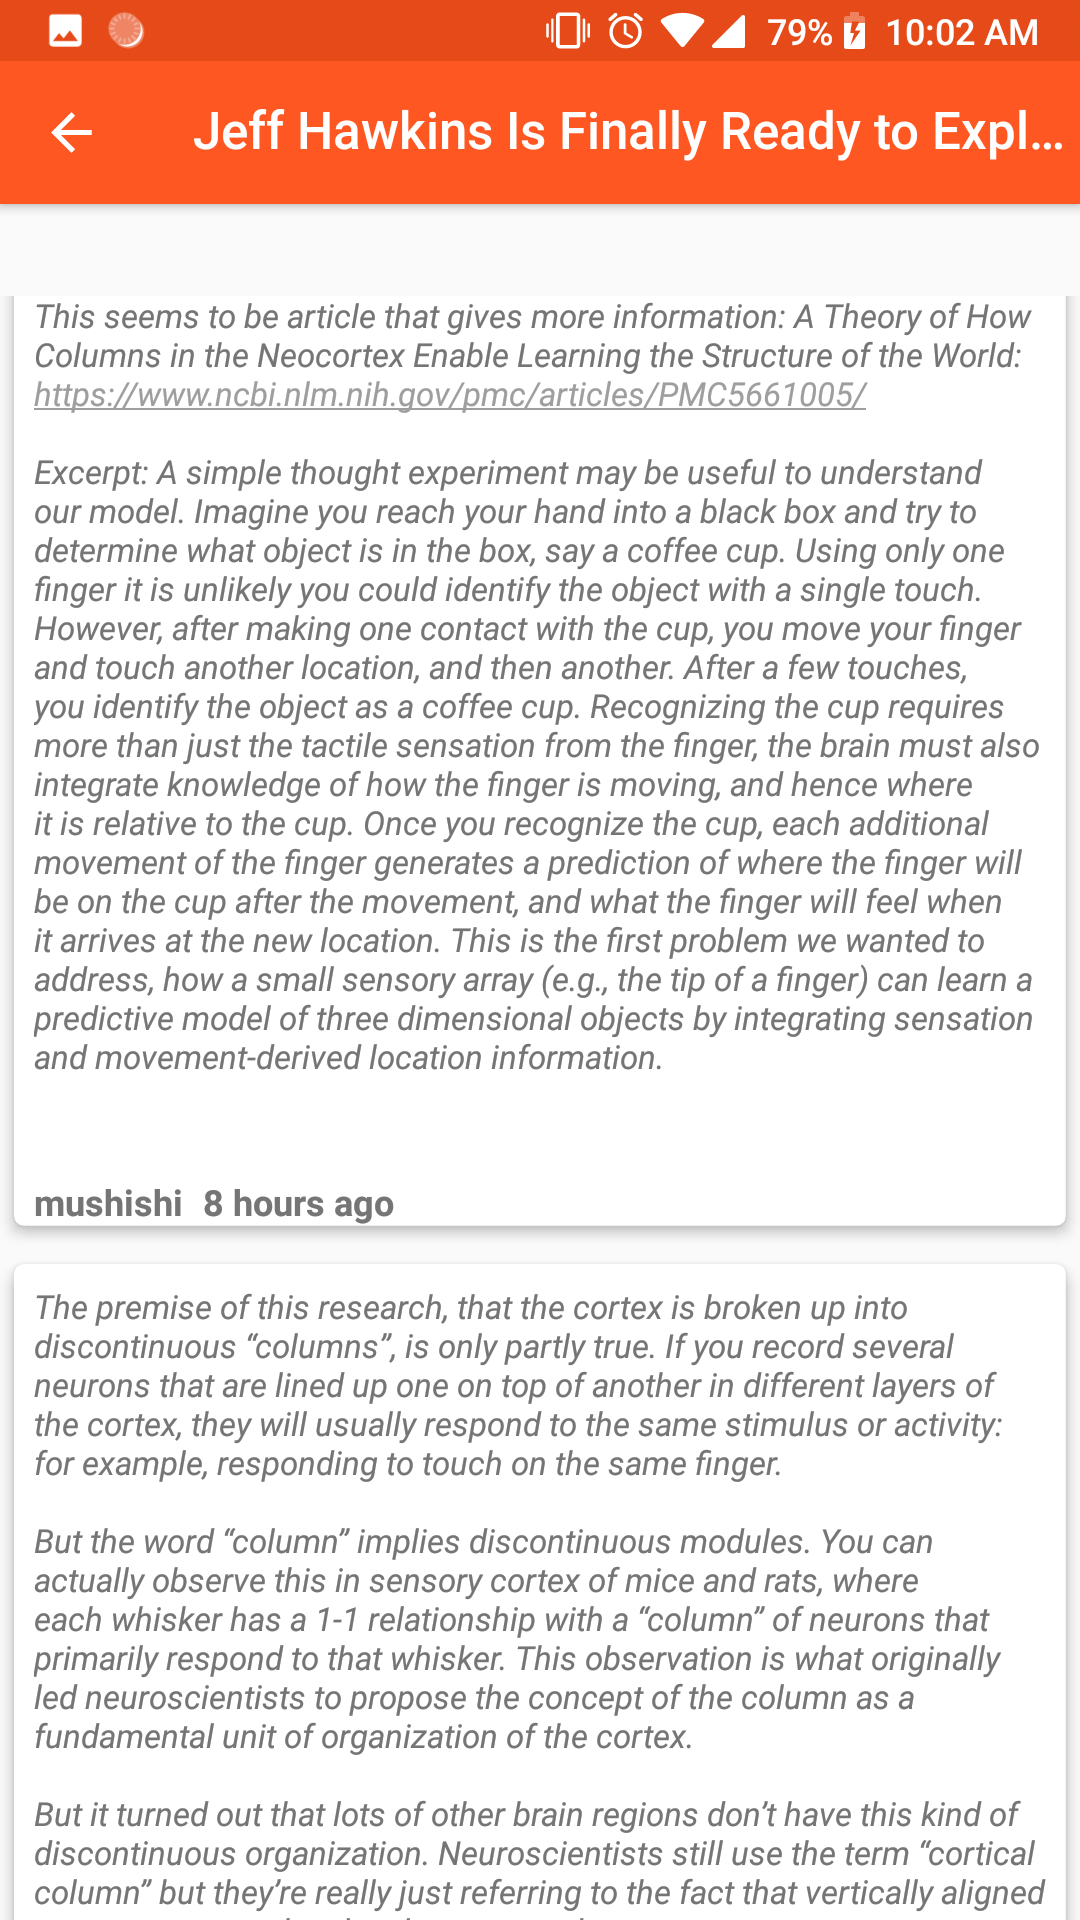 79% 10:02 AM
Jeff Hawkins Is Finally Ready to Expl...
This seems to be article that gives more information: A Theory of How
Columns in the Neocortex Enable Learning the Structure of the World:
https://www.ncbi.nlm.nih.gov/pmc/articles/PMC5661005/
Excerpt: A simple thought experiment may be useful to understand
our model. Imagine you reach your hand into a black box and try to
determine what object is in the box, say a coffee cup. Using only one
finger it is unlikely you could identify the object with a single touch.
However, after making one contact with the cup, you move your finger
and touch another location, and then another. After a few touches,
you identify the object as a coffee cup. Recognizing the cup requires
more than just the tactile sensation from the finger, the brain must also
integrate knowledge of how the finger is moving, and hence where
it is relative to the cup. Once you recognize the cup, each additional
movement of the finger generates a prediction of where the finger will
be on the cup after the movement, and what the finger will feel when
it arrives at the new location. This is the first problem we wanted to
address, how a small sensory array (e.g., the tip of a finger) can learn a
predictive model of three dimensional objects by integrating sensation
and movement-derived location information.
mushishi 8 hours ago
The premise of this research, that the cortex is broken up into
discontinuous “columns”, is only partly true. If you record several
neurons that are lined up one on top of another in different layers of
the cortex, they will usually respond to the same stimulus or activity:
for example, responding to touch on the same finger.
But the word “column” implies discontinuous modules. You can
actually observe this in sensory cortex of mice and rats, where
each whisker has a 1-1 relationship with a “column” of neurons that
primarily respond to that whisker. This observation is what originally
led neuroscientists to propose the concept of the column as a
fundamental unit of organization of the cortex.
But it turned out that lots of other brain regions don’t have this kind of
discontinuous organization. Neuroscientists still use the term “cortical
column” but they’re really just referring to the fact that vertically aligned